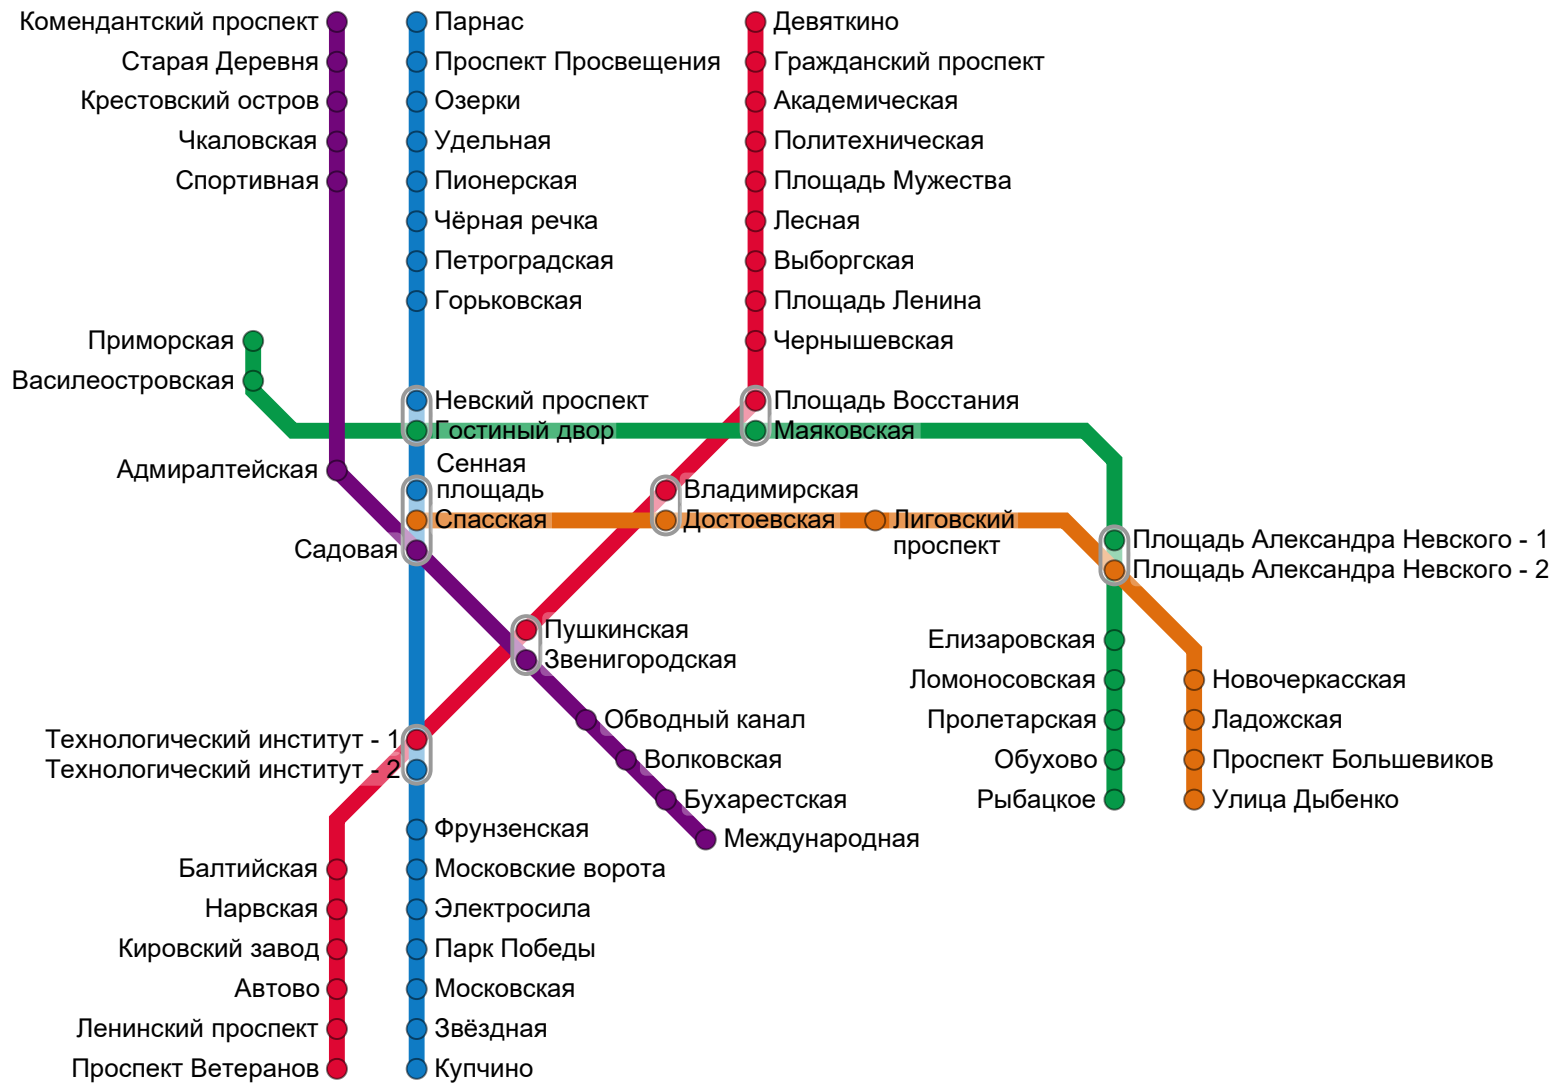 Комендантский проспект
Старая Деревня
Крестовский остров
Чкаловская
Спортивная
Парнас
Проспект Просвещения
Озерки
Удельная
Пионерская
Чёрная речка
Петроградская
Горьковская
Девяткино
Гражданский проспект
Академическая
Политехническая
Площадь Мужества
Лесная
Выборгская
Площадь Ленина
Чернышевская
Приморская
Василеостровская
Невский проспект
Гостиный двор
Площадь Восстания
Маяковская
Адмиралтейская
Сенная
площадь
Спасская
Садовая
Владимирская
Достоевская
Лиговский
проспект
Площадь Александра Невского - 1
Площадь Александра Невского - 2
Пушкинская
Звенигородская
Елизаровская
Ломоносовская
Пролетарская
Обухово
Рыбацкое
Новочеркасская
Ладожская
Проспект Большевиков
Улица Дыбенко
Технологический институт - 1
Технологический институт - 2
Обводный канал
Волковская
Бухарестская
Международная
Балтийская
Нарвская
Кировский завод
Автово
Ленинский проспект
Проспект Ветеранов
Фрунзенская
Московские ворота
Электросила
Парк Победы
Московская
Звёздная
Купчино